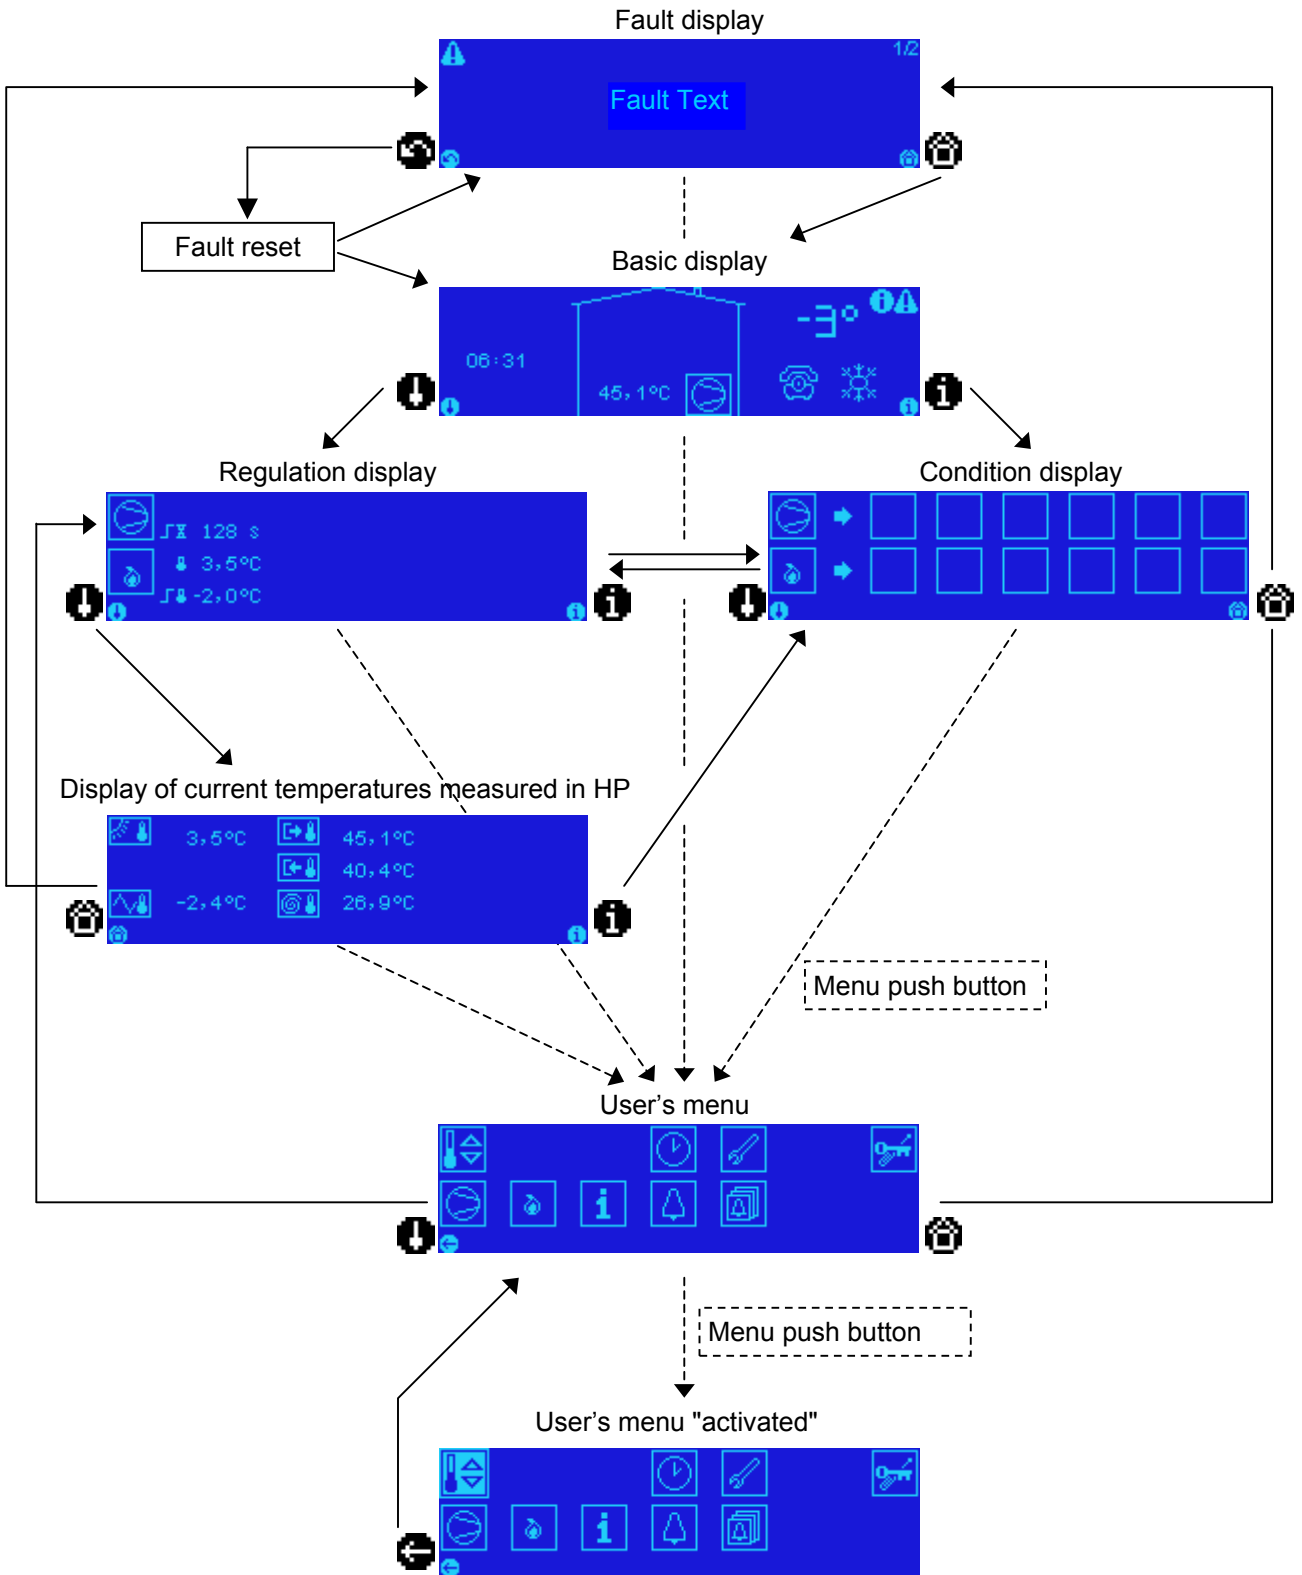 Fault display
1/2
Fault Text
Fault reset
Basic display
-3°
06:31
45,1°C
Regulation display
Condition display
128 s
3,5°C
-2,0°C
Display of current temperatures measured in HP
3,5°C 45,1°C
40,4°C
-2,4°C 26,9°C
Menu push button
User's menu
Menu push button
User's menu "activated"